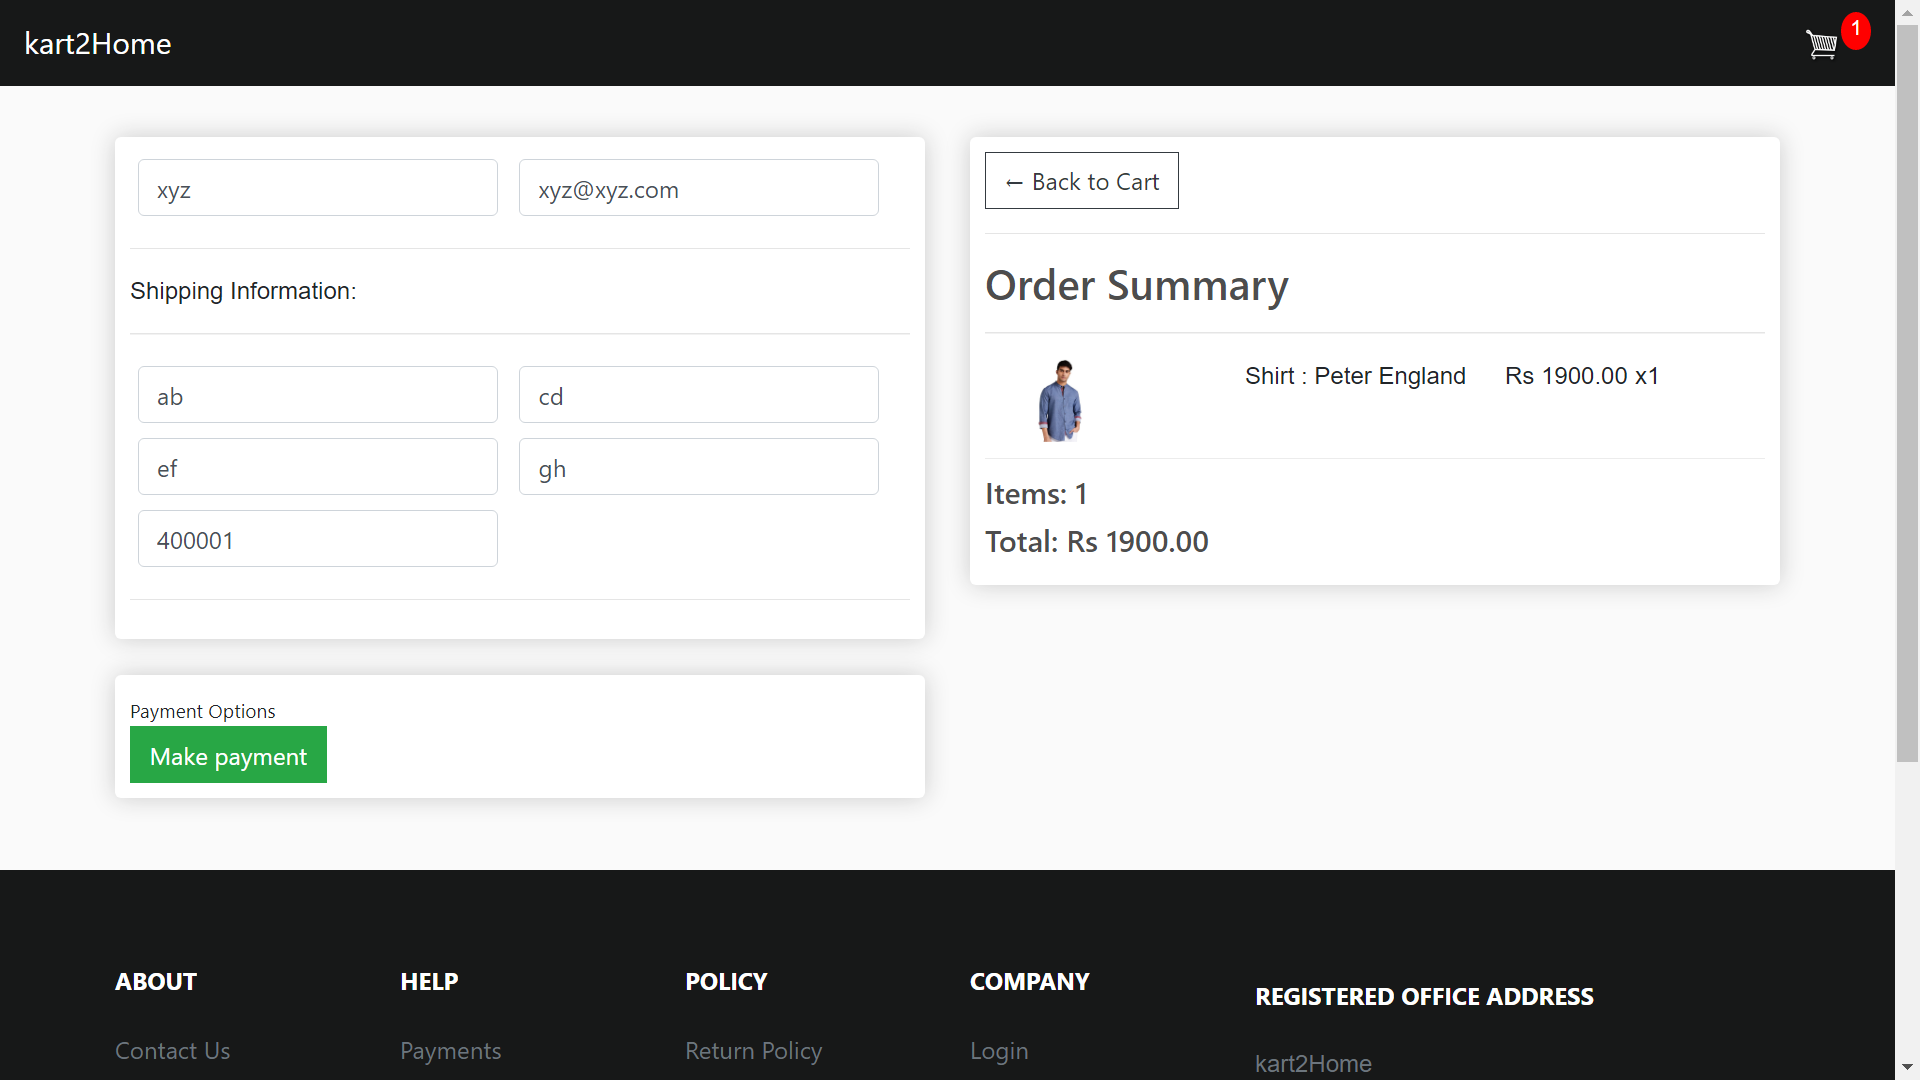 kart2Home
1
xyz
xyz@xyz.com
Shipping Information:
ab
cd
ef
gh
400001
Payment Options
Make payment
← Back to Cart
Order Summary
Shirt : Peter England
Rs 1900.00 x1
Items: 1
Total: Rs 1900.00
ABOUT
Contact Us
HELP
Payments
POLICY
Return Policy
COMPANY
Login
REGISTERED OFFICE ADDRESS
kart2Home